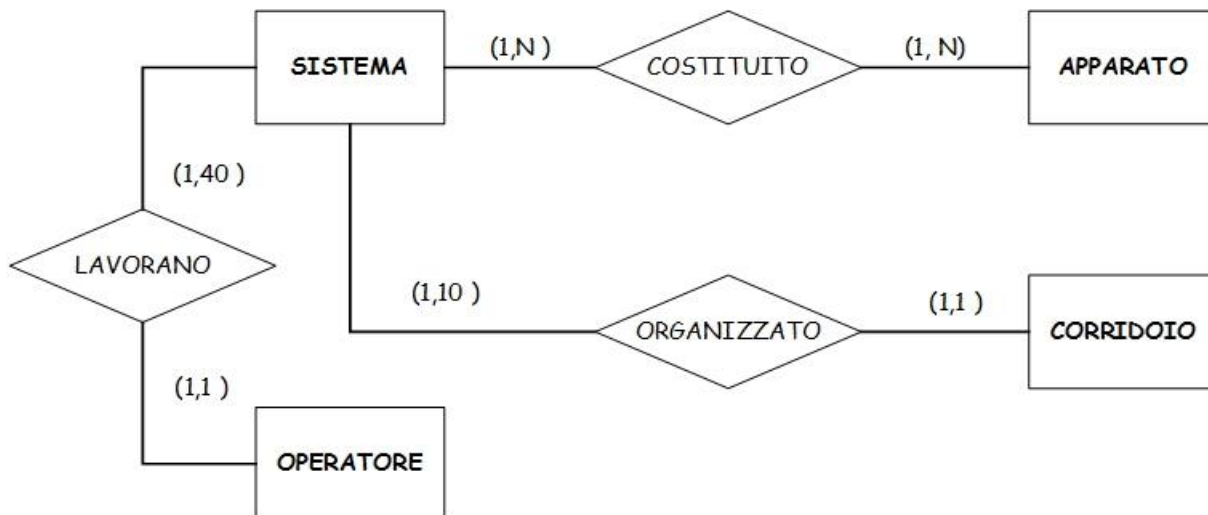 SISTEMA (1,N ) COSTITUITO (1, N) APPARATO
(1,40 )
LAVORANO
(1,10 ) ORGANIZZATO (1,1 ) CORRIDOIO
(1,1 )
OPERATORE